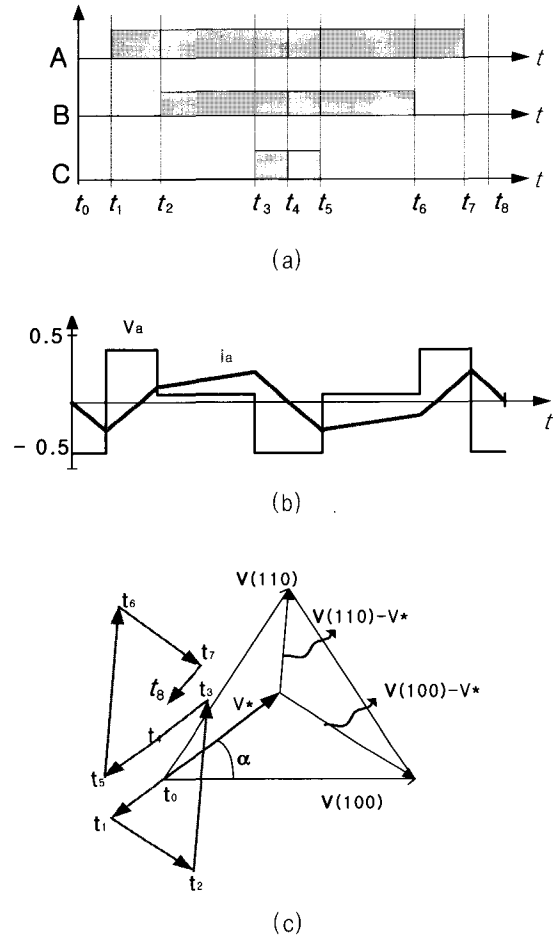 A t
B t
C t
t0 t1 t2 t3 t4 t5 t6 t7 t8
(a)
0.5 Va ia
- 0.5 t
(b)
V(110)
t6 V(110)-V*
t7
t8 t3 V* V(100)-V*
t4
t5 t0 α V(100)
t1
t2
(c)